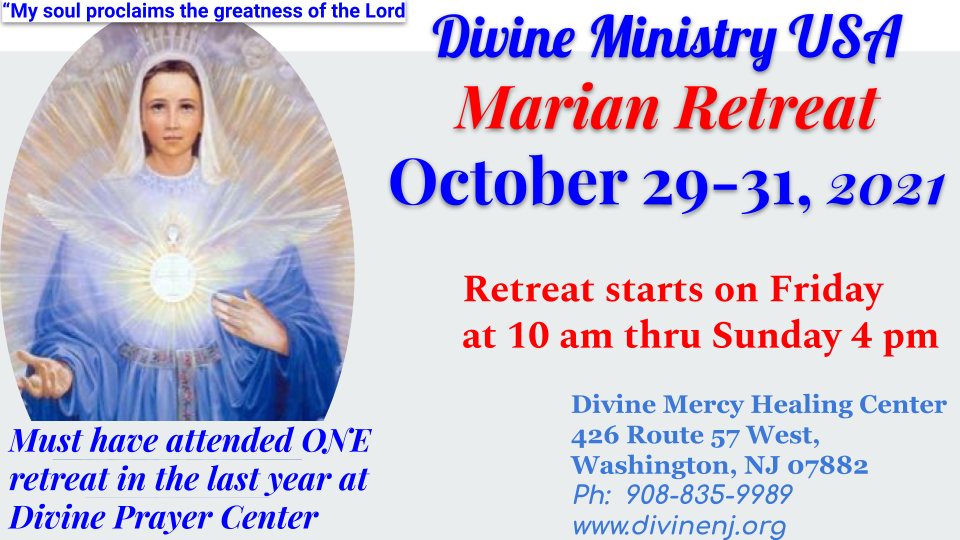 “My soul proclaims the greatness of the Lord
Divine Ministry USA
Marian Retreat
October 29-31, 2021
Retreat starts on Friday
at 10 am thru Sunday 4 pm
Divine Mercy Healing Center
426 Route 57 West,
Washington, NJ 07882
Ph: 908-835-9989
www.divinenj.org
Must have attended ONE
retreat in the last year at
Divine Prayer Center